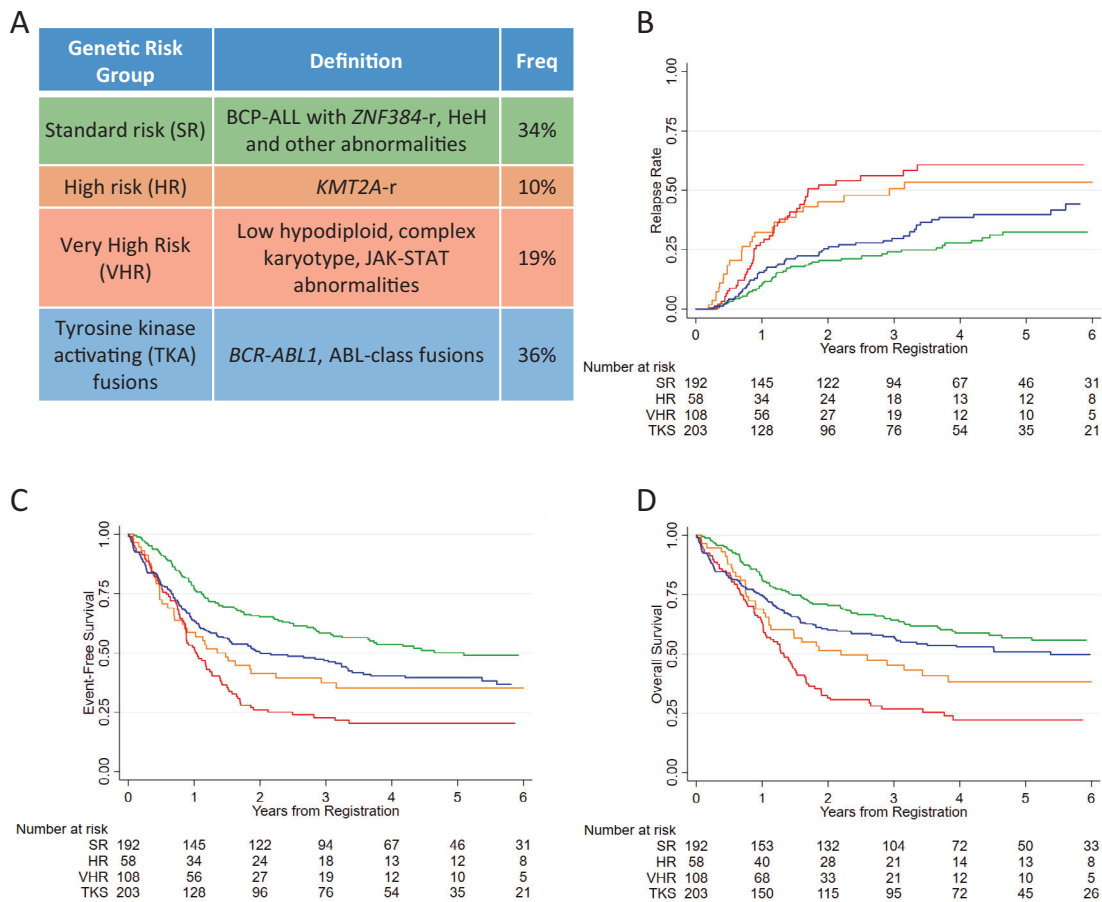 A
Genetic Risk Group Definition Freq
Standard risk (SR) BCP-ALL with ZNF384-r, HeH and other abnormalities 34%
High risk (HR) KMT2A-r 10%
Very High Risk (VHR) Low hypodiploid, complex karyotype, JAK-STAT abnormalities 19%
Tyrosine kinase activating (TKA) fusions BCR-ABL1, ABL-class fusions 36%
B
Relapse Rate
1.00
0.75
0.50
0.25
0.00
0 1 2 3 4 5 6
Years from Registration
Number at risk
SR 192 145 122 94 67 46 31
HR 58 34 24 18 13 12 8
VHR 108 56 27 19 12 10 5
TKS 203 128 96 76 54 35 21
C
Event-Free Survival
1.00
0.75
0.50
0.25
0.00
0 1 2 3 4 5 6
Years from Registration
Number at risk
SR 192 145 122 94 67 46 31
HR 58 34 24 18 13 12 8
VHR 108 56 27 19 12 10 5
TKS 203 128 96 76 54 35 21
D
Overall Survival
1.00
0.75
0.50
0.25
0.00
0 1 2 3 4 5 6
Years from Registration
Number at risk
SR 192 153 132 104 72 50 33
HR 58 40 28 21 14 13 8
VHR 108 68 33 21 12 10 5
TKS 203 150 115 95 72 45 26